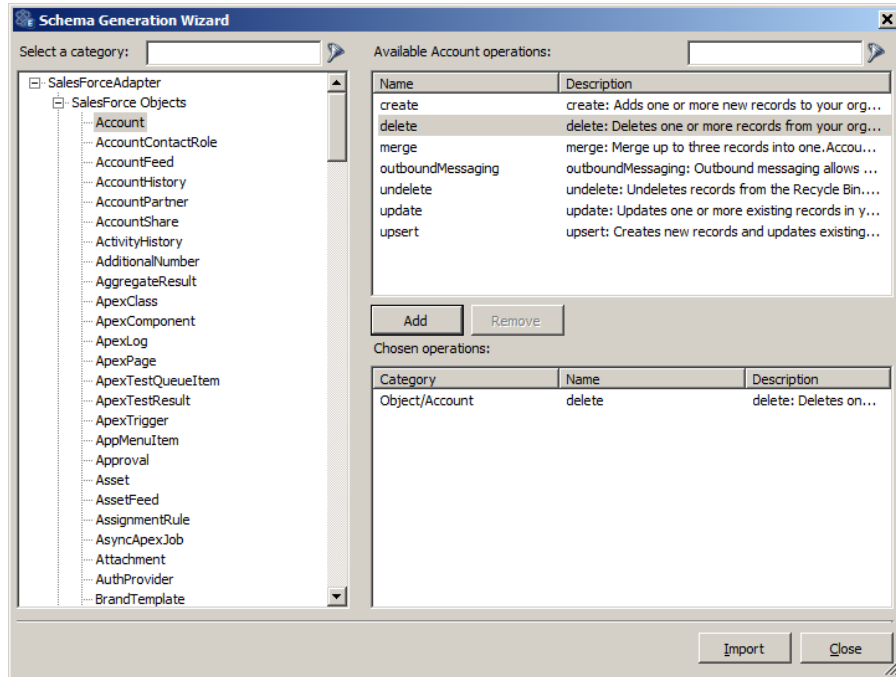 Schema Generation Wizard
Select a category:
SalesForceAdapter
SalesForce Objects
Account
AccountContactRole
AccountFeed
AccountHistory
AccountPartner
AccountShare
ActivityHistory
AdditionalNumber
AggregateResult
ApexClass
ApexComponent
ApexLog
ApexPage
ApexTestQueueItem
ApexTestResult
ApexTrigger
AppMenuItem
Approval
Asset
AssetFeed
AssignmentRule
AsyncApexJob
Attachment
AuthProvider
BrandTemplate
Available Account operations:
Name Description
create create: Adds one or more new records to your org...
delete delete: Deletes one or more records from your org...
merge merge: Merge up to three records into one.Accou...
outboundMessaging outboundMessaging: Outbound messaging allows ...
undelete undelete: Undeletes records from the Recycle Bin....
update update: Updates one or more existing records in y...
upsert upsert: Creates new records and updates existing...
Add Remove
Chosen operations:
Category Name Description
Object/Account delete delete: Deletes on...
Import Close